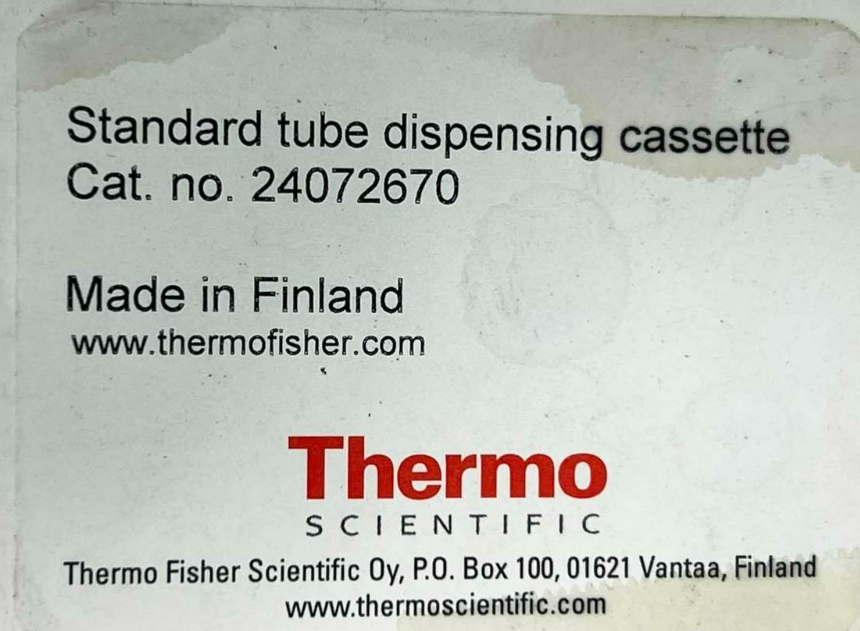 Standard tube dispensing cassette
Cat. no. 24072670
Made in Finland
www.thermofisher.com
Thermo
SCIENTIFIC
Thermo Fisher Scientific Oy, P.O. Box 100, 01621 Vantaa, Finland
www.thermoscientific.com